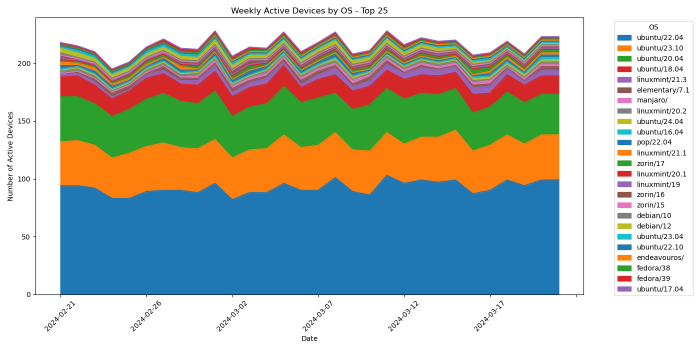 Weekly Active Devices by OS - Top 25
Number of Active Devices
200
150
100
50
0
2024-02-21
2024-02-26
2024-03-02
2024-03-07
2024-03-12
2024-03-17
Date
OS
ubuntu/22.04
ubuntu/23.10
ubuntu/20.04
ubuntu/18.04
linuxmint/21.3
elementary/7.1
manjaro/
linuxmint/20.2
ubuntu/24.04
ubuntu/16.04
pop/22.04
linuxmint/21.1
zorin/17
linuxmint/20.1
linuxmint/19
zorin/16
zorin/15
debian/10
debian/12
ubuntu/23.04
ubuntu/22.10
endeavouros/
fedora/38
fedora/39
ubuntu/17.04